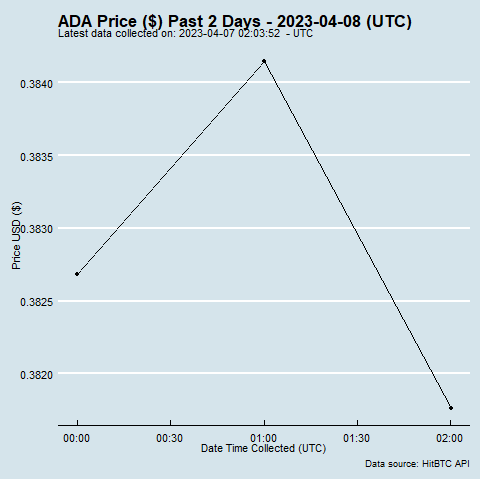 ADA Price ($) Past 2 Days - 2023-04-08 (UTC)
Latest data collected on: 2023-04-07 02:03:52  - UTC
0.3840
0.3835
0.3830
0.3825
0.3820
Price USD ($)
00:00 00:30 01:00 01:30 02:00
Date Time Collected (UTC)
Data source: HitBTC API